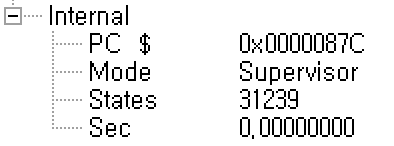 Internal
PC $ 0x0000087C
Mode Supervisor
States 31239
Sec 0,00000000